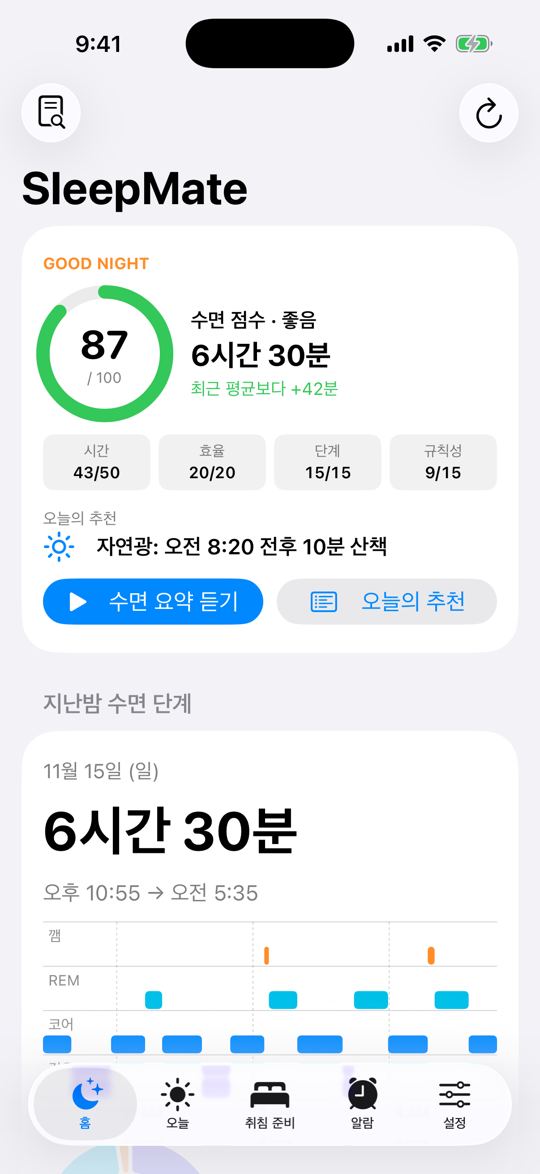 9:41
SleepMate
GOOD NIGHT
87
/ 100
수면 점수 · 좋음
6시간 30분
최근 평균보다 +42분
시간
43/50
효율
20/20
단계
15/15
규칙성
9/15
오늘의 추천
자연광: 오전 8:20 전후 10분 산책
수면 요약 듣기
오늘의 추천
지난밤 수면 단계
11월 15일 (일)
6시간 30분
오후 10:55 → 오전 5:35
깸
REM
코어
홈
오늘
취침 준비
알람
설정